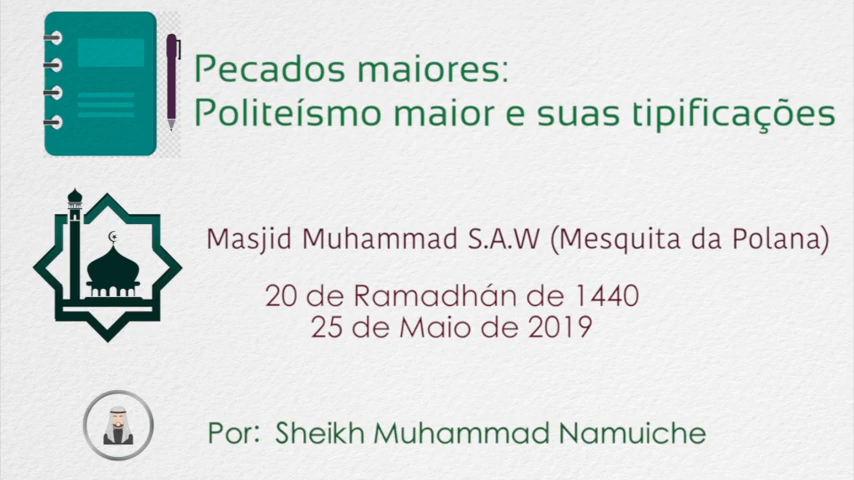 Pecados maiores:
Politeísmo maior e suas tipificações
Masjid Muhammad S.A.W (Mesquita da Polana)
20 de Ramadhán de 1440
25 de Maio de 2019
Por: Sheikh Muhammad Namuiche